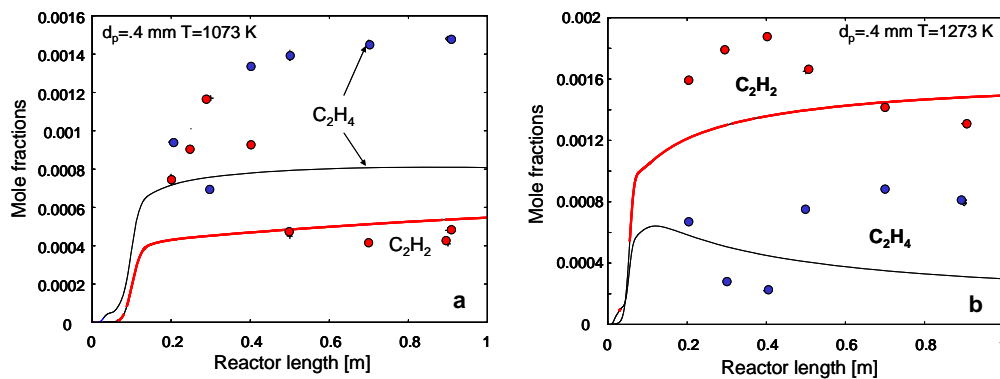 dp=.4 mm T=1073 K
0.0016
0.0014
0.0012
0.001
0.0008
0.0006
0.0004
0.0002
0
Mole fractions
C2H4
C2H2
a
0 0.2 0.4 0.6 0.8 1
Reactor length [m]
dp=.4 mm T=1273 K
0.002
0.0016
0.0012
0.0008
0.0004
0
Mole fractions
C2H2
C2H4
b
0 0.2 0.4 0.6 0.8 1
Reactor length [m]